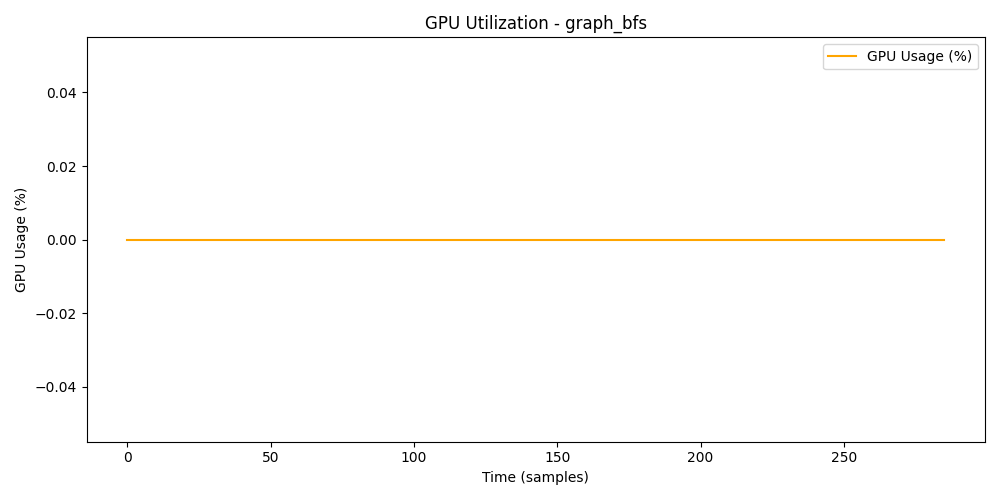 GPU Utilization - graph_bfs
GPU Usage (%)
GPU Usage (%)
0.04
0.02
0.00
−0.02
−0.04
0 50 100 150 200 250
Time (samples)